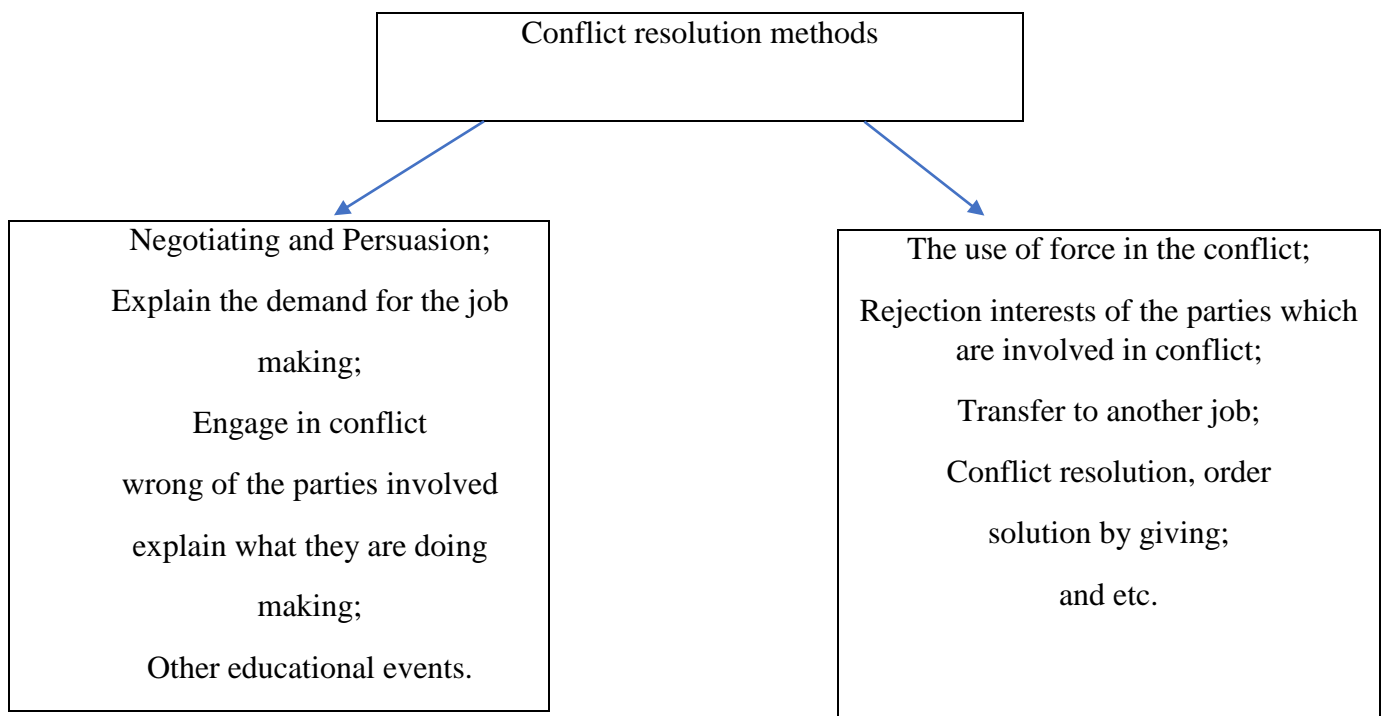 Conflict resolution methods
Negotiating and Persuasion;
Explain the demand for the job
making;
Engage in conflict
wrong of the parties involved
explain what they are doing
making;
Other educational events.
The use of force in the conflict;
Rejection interests of the parties which
are involved in conflict;
Transfer to another job;
Conflict resolution, order
solution by giving;
and etc.